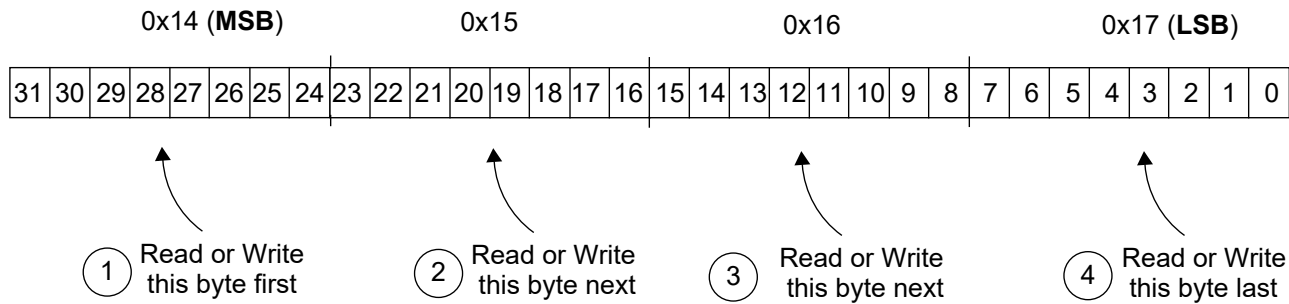 0x14 (MSB) 0x15 0x16 0x17 (LSB)
31 30 29 28 27 26 25 24 23 22 21 20 19 18 17 16 15 14 13 12 11 10 9 8 7 6 5 4 3 2 1 0
1 Read or Write
this byte first
2 Read or Write
this byte next
3 Read or Write
this byte next
4 Read or Write
this byte last